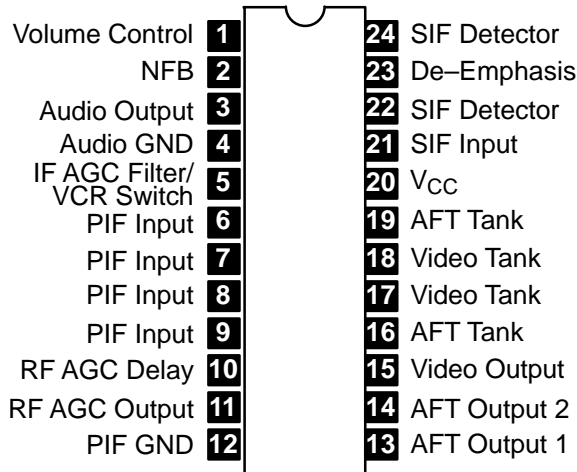 Volume Control 1
NFB 2
Audio Output 3
Audio GND 4
IF AGC Filter/
VCR Switch 5
PIF Input 6
PIF Input 7
PIF Input 8
PIF Input 9
RF AGC Delay 10
RF AGC Output 11
PIF GND 12
24 SIF Detector
23 De–Emphasis
22 SIF Detector
21 SIF Input
20 VCC
19 AFT Tank
18 Video Tank
17 Video Tank
16 AFT Tank
15 Video Output
14 AFT Output 2
13 AFT Output 1